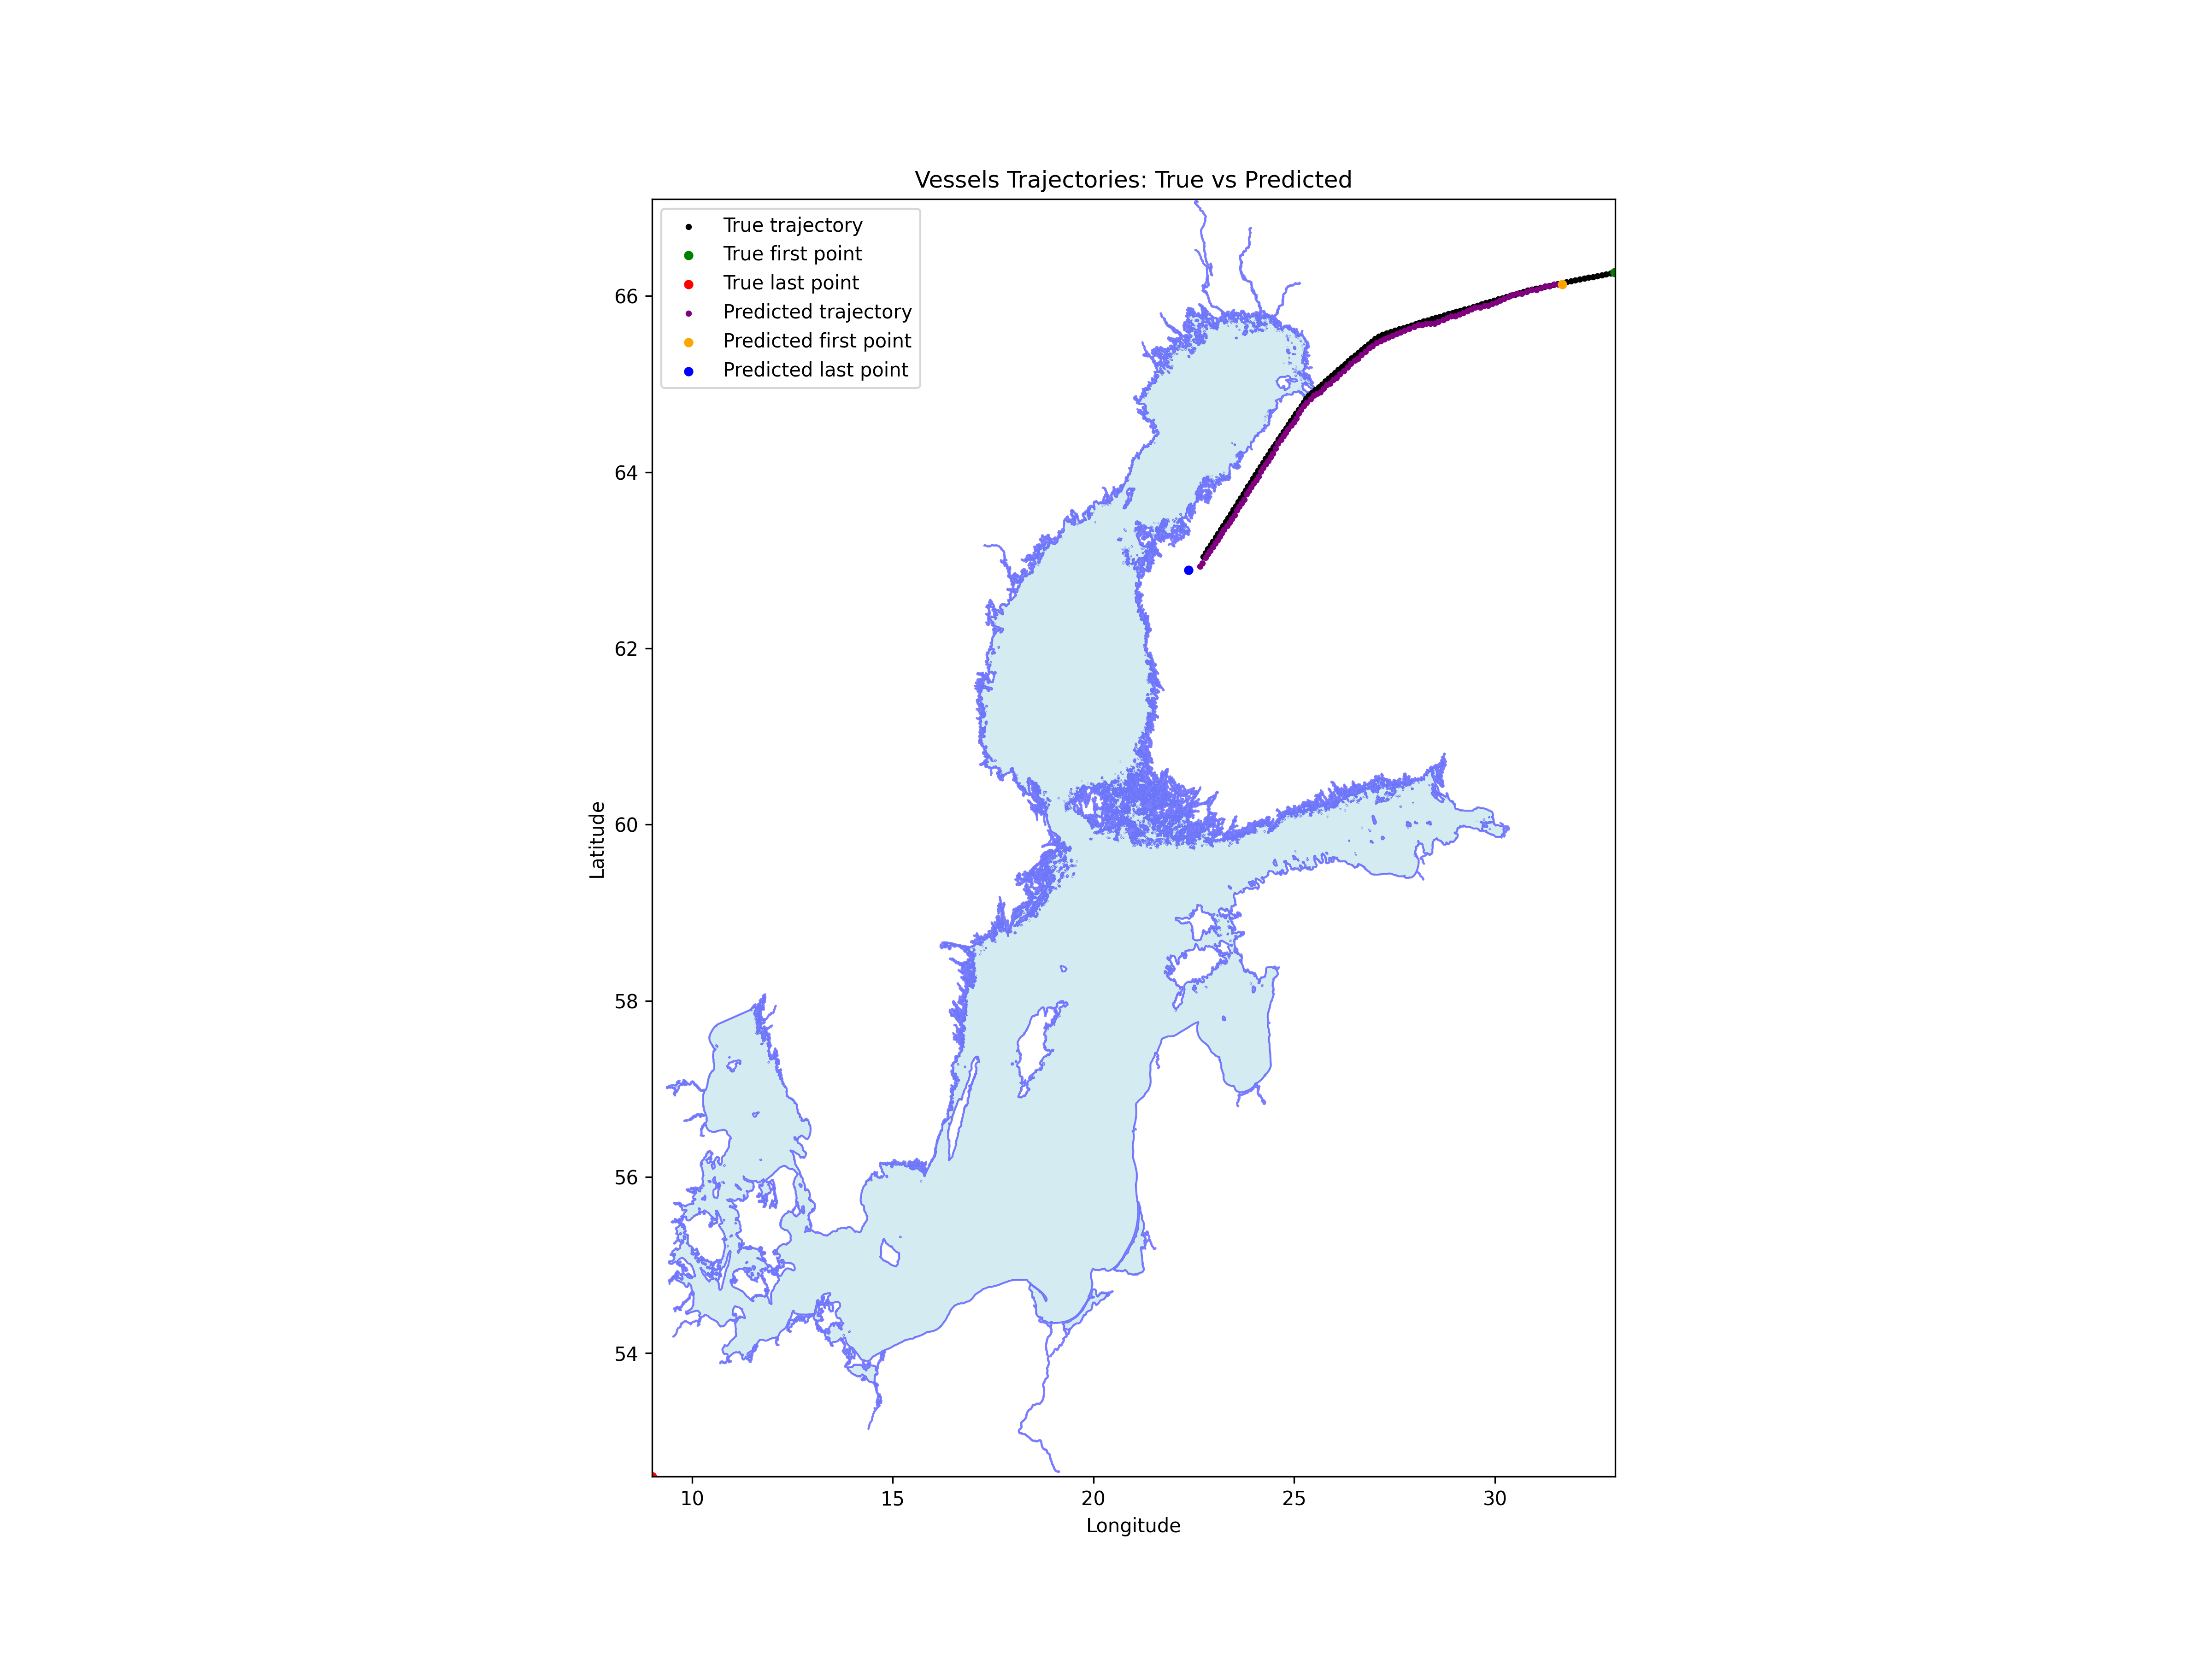 Vessels Trajectories: True vs Predicted
True trajectory
True first point
True last point
Predicted trajectory
Predicted first point
Predicted last point
66
64
62
60
58
56
54
Latitude
10
15
20
25
30
Longitude